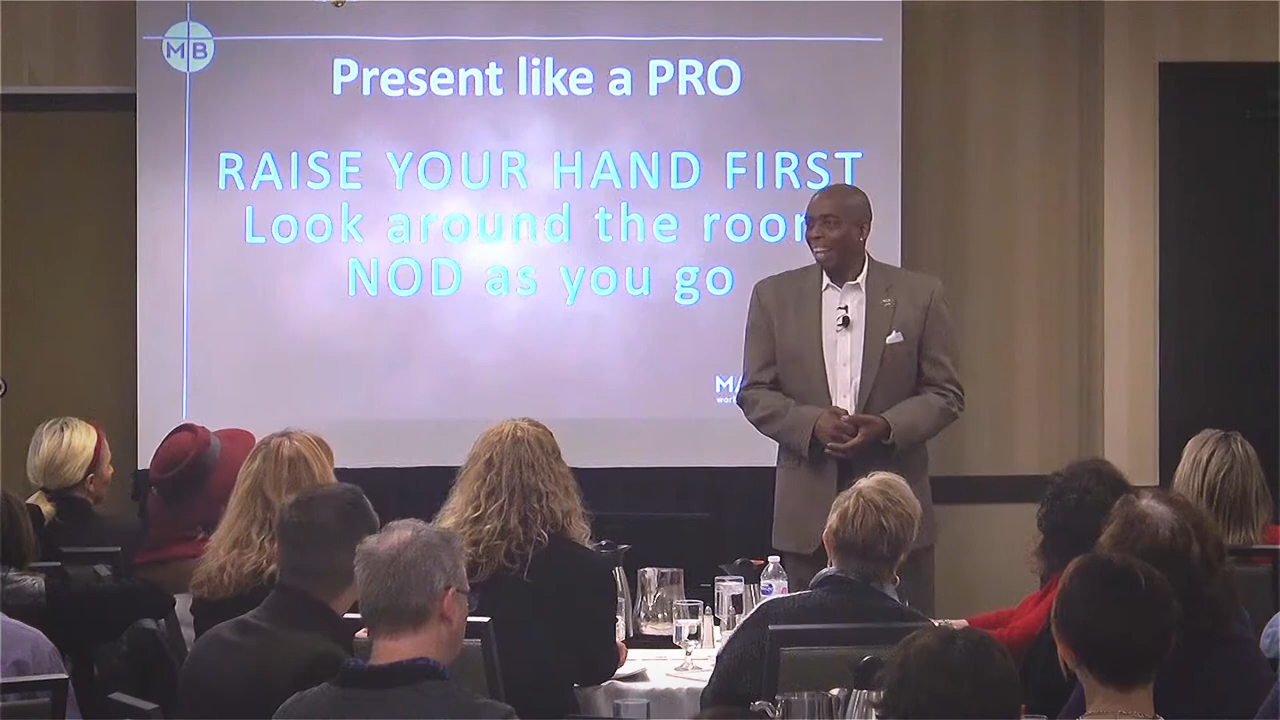 MB
Present like a PRO
RAISE YOUR HAND FIRST
Look around the
NOD as you go